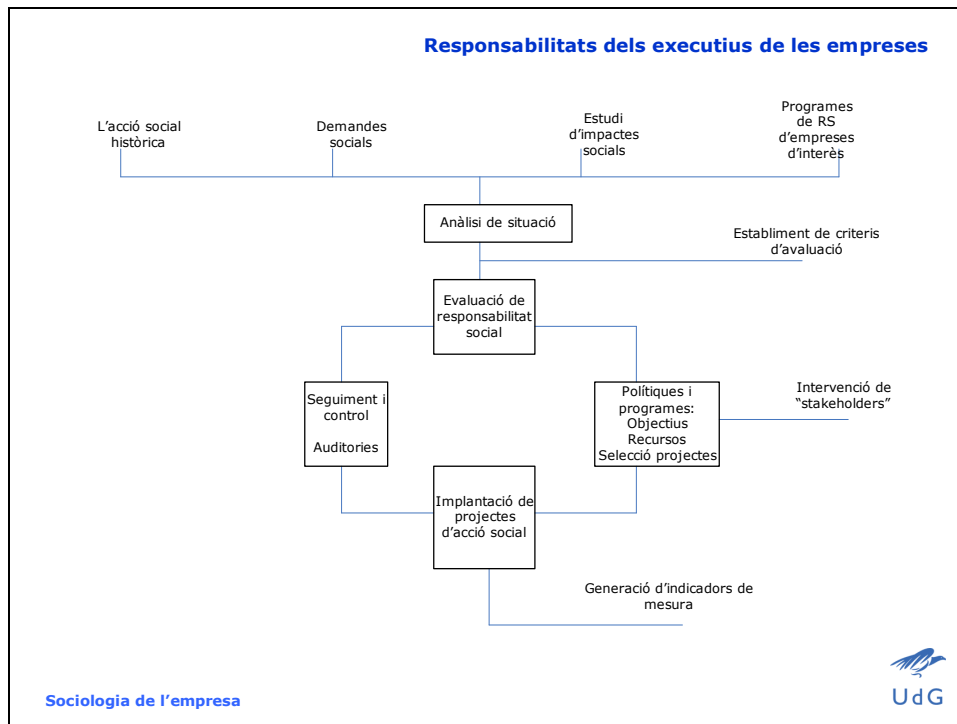 Responsabilitats dels executius de les empreses
L'acció social
històrica
Demandes
socials
Estudi
d'impactes
socials
Programes
de RS
d'empreses
d'interès
Anàlisi de situació
Establiment de criteris
d'avaluació
Evaluació de
responsabilitat
social
Seguiment i
control
Auditories
Polítiques i
programes:
Objectius
Recursos
Selecció projectes
Intervenció de
“stakeholders”
Implantació de
projectes
d'acció social
Generació d'indicadors de
mesura
Sociologia de l'empresa
UdG